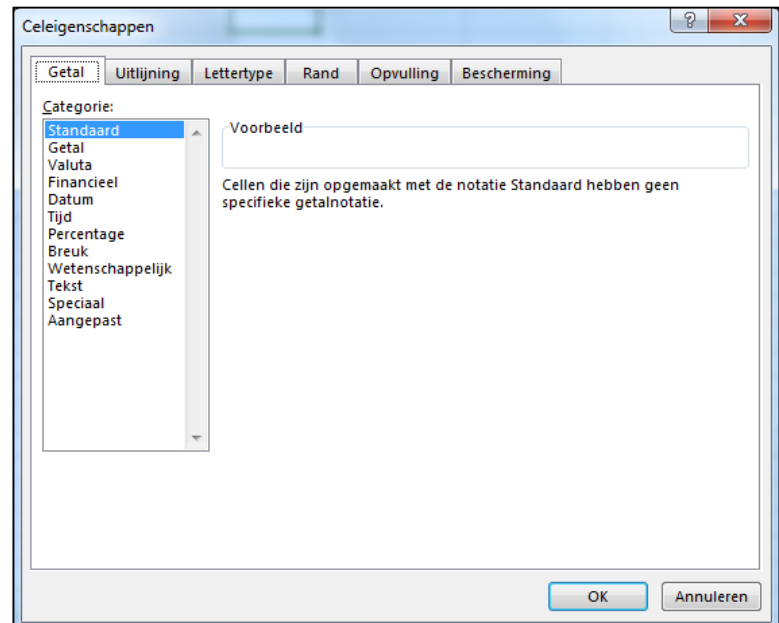 Celeigenschappen
?
X
Getal Uitlijning Lettertype Rand Opvulling Bescherming
Categorie:
Standaard
Getal
Valuta
Financieel
Datum
Tijd
Percentage
Breuk
Wetenschappelijk
Tekst
Speciaal
Aangepast
Voorbeeld
Cellen die zijn opgemaakt met de notatie Standaard hebben geen
specifieke getalnotatie.
OK Annuleren